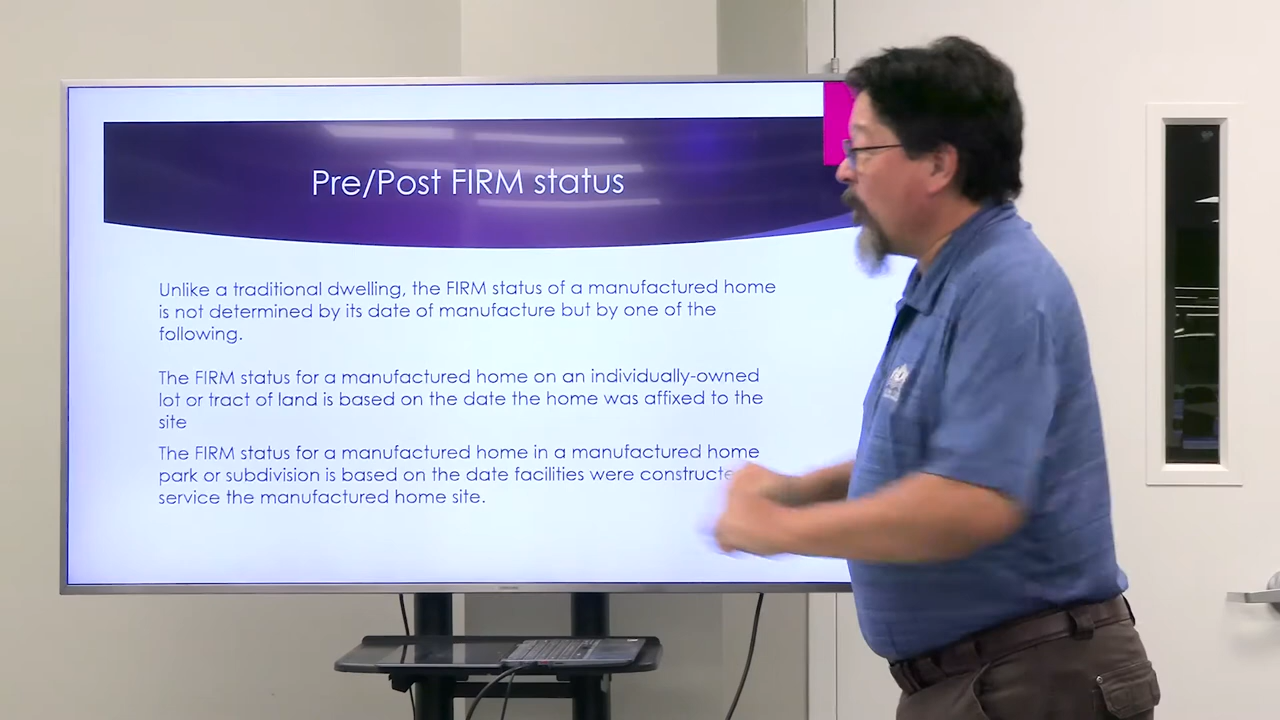 Pre/Post FIRM status
Unlike a traditional dwelling, the FIRM status of a manufactured home
is not determined by its date of manufacture but by one of the
following.
The FIRM status for a manufactured home on an individually-owned
lot or tract of land is based on the date the home was affixed to the
site
The FIRM status for a manufactured home in a manufactured home
park or subdivision is based on the date facilities were constructe
service the manufactured home site.